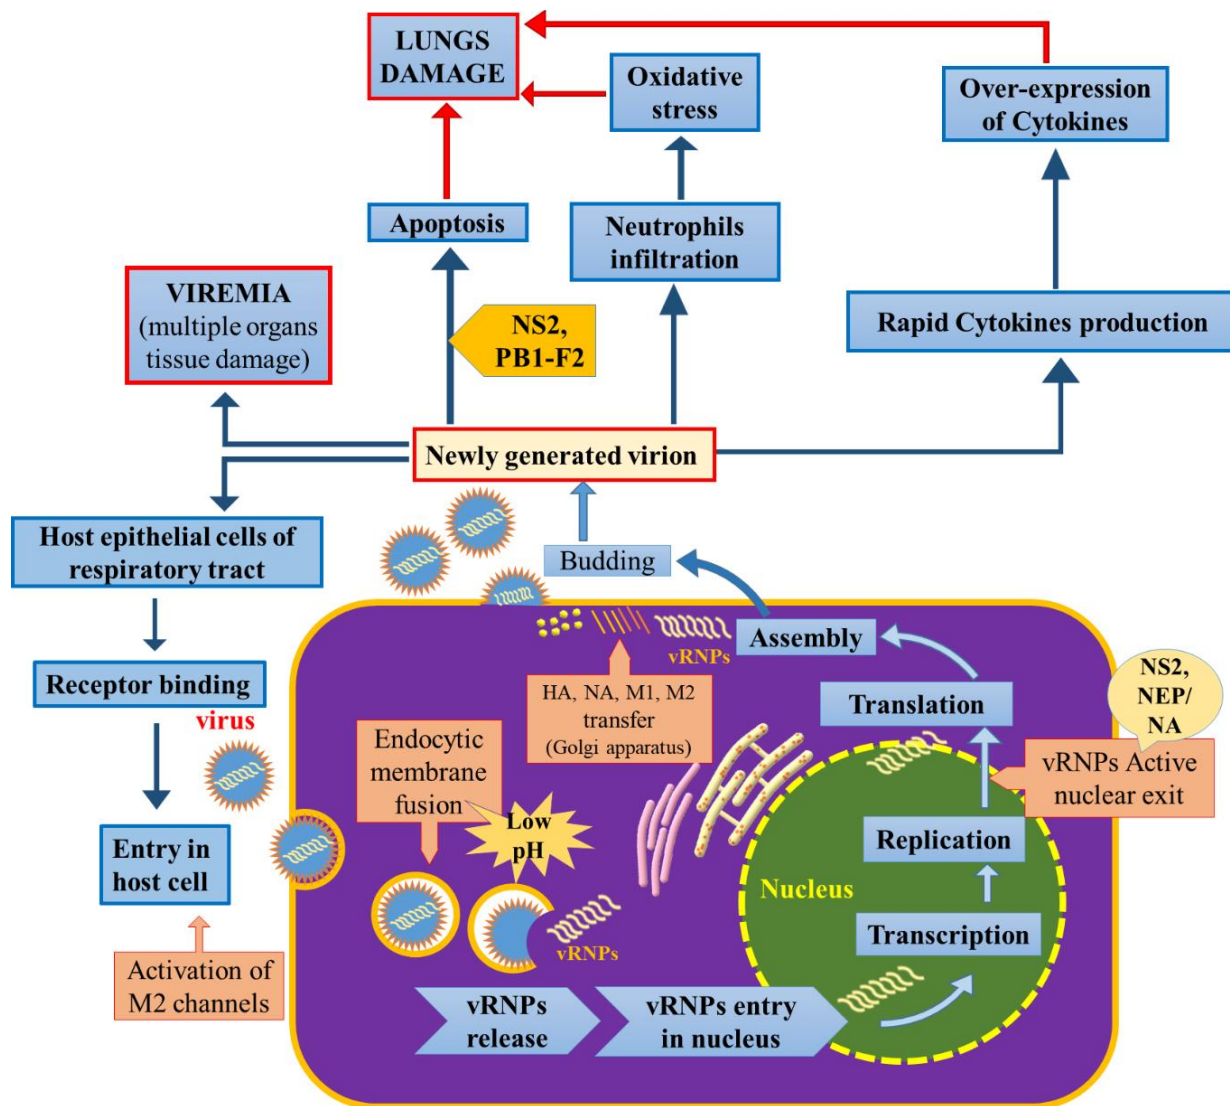 LUNGS
DAMAGE
Oxidative
stress
Over-expression
of Cytokines
Apoptosis
Neutrophils
infiltration
VIREMIA
(multiple organs
tissue damage)
NS2,
PB1-F2
Rapid Cytokines production
Newly generated virion
Host epithelial cells of
respiratory tract
Budding
Assembly
vRNPs
Receptor binding
virus
HA, NA, M1, M2
transfer
(Golgi apparatus)
Translation
NS2,
NEP/
NA
vRNPs Active
nuclear exit
Endocytic
membrane
fusion
Low
pH
Replication
Nucleus
Entry in
host cell
vRNPs
Transcription
Activation of
M2 channels
vRNPs
release
vRNPs entry
in nucleus